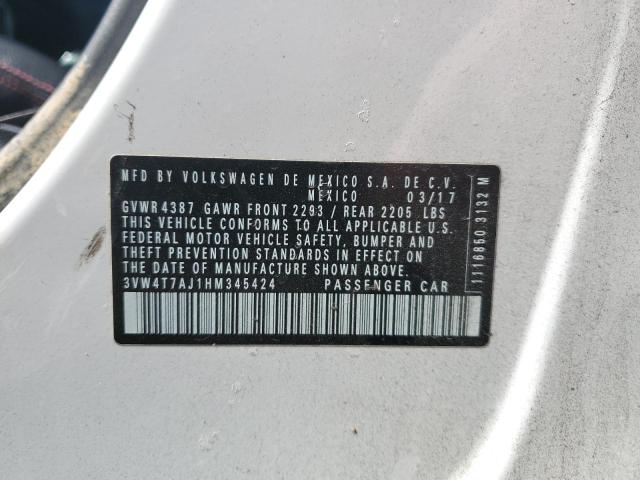 MFD BY VOLKSWAGEN DE MEXICO S.A. DE C.V.
MEXICO 03/17
GVWR 4387 GAWR FRONT 2293 / REAR 2205 LBS
THIS VEHICLE CONFORMS TO ALL APPLICABLE U.S.
FEDERAL MOTOR VEHICLE SAFETY, BUMPER AND
THEFT PREVENTION STANDARDS IN EFFECT ON
THE DATE OF MANUFACTURE SHOWN ABOVE.
3VW4T7AJ1HM345424 PASSENGER CAR
1116850 3132 M